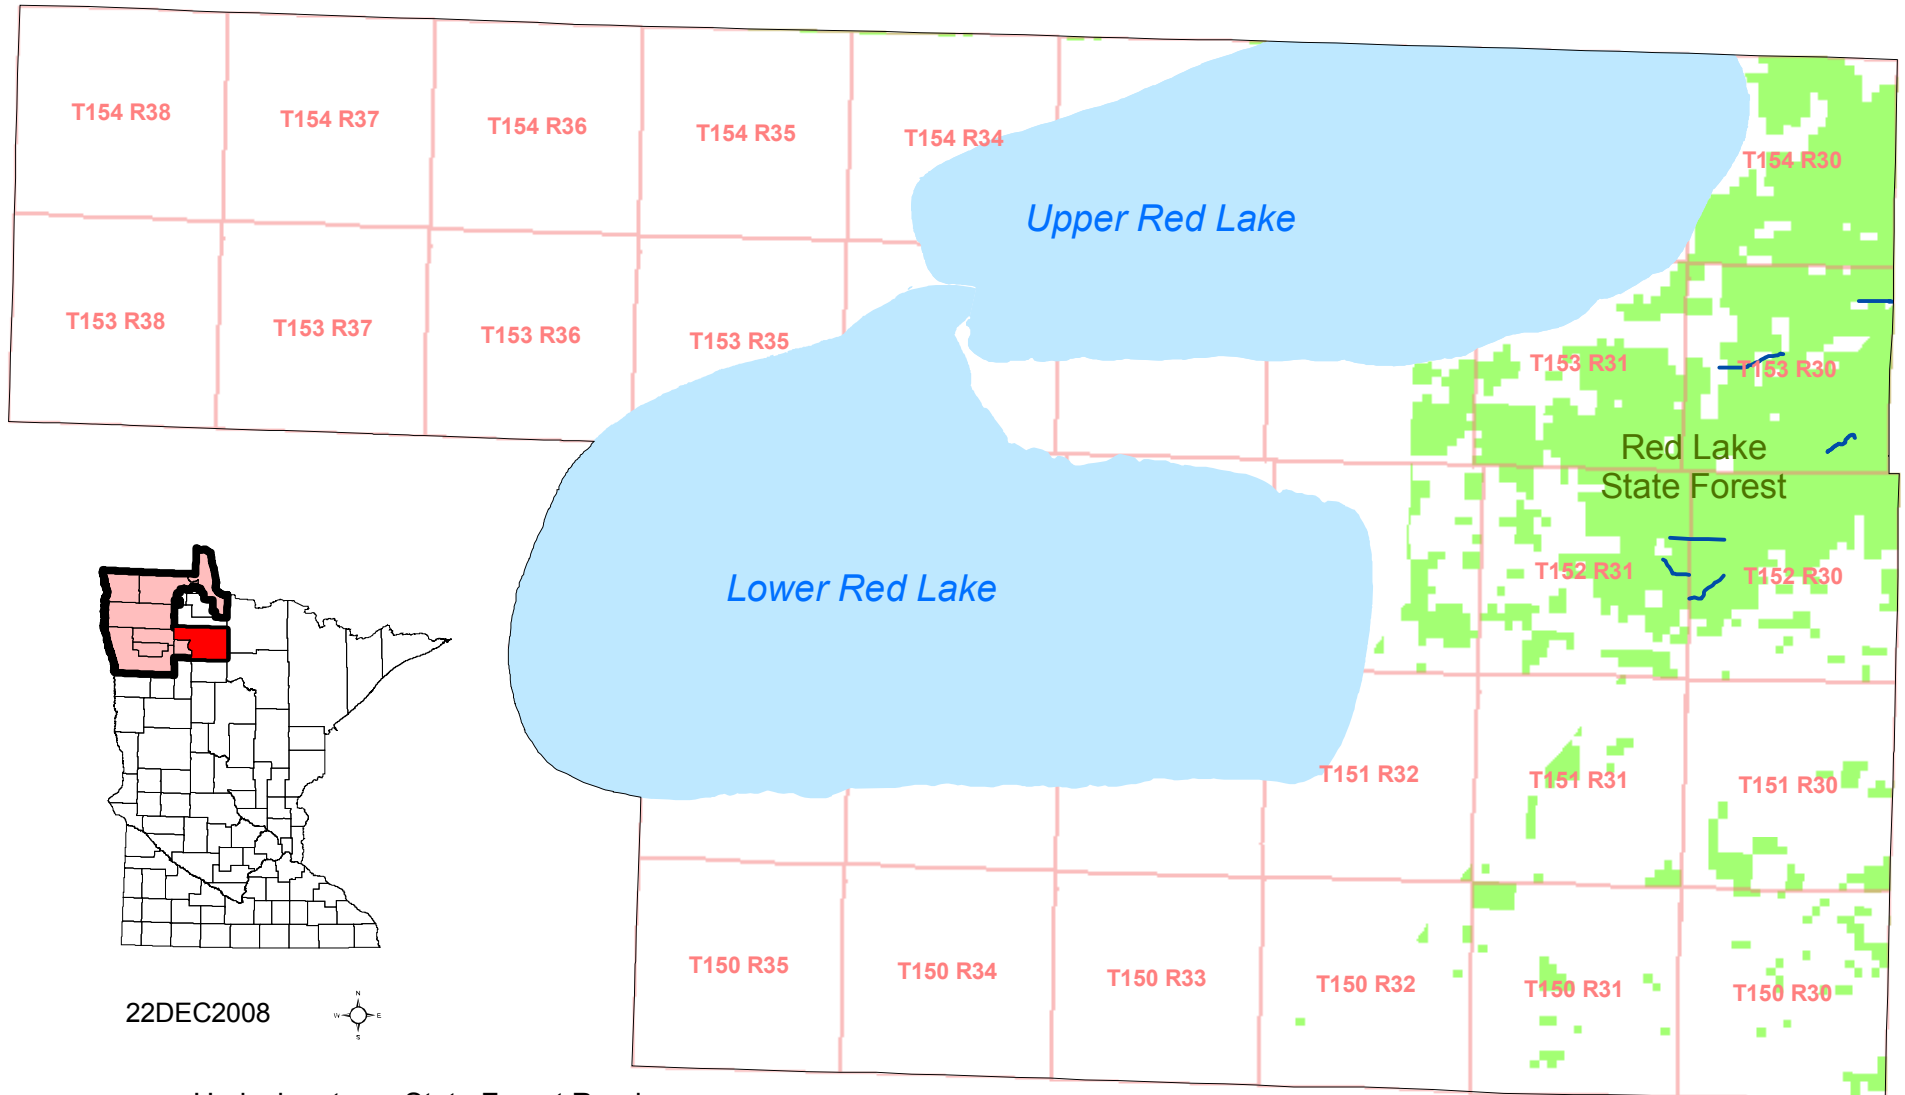 T154 R38
T154 R37
T154 R36
T154 R35
T154 R34
T154 R30
Upper Red Lake
T153 R38
T153 R37
T153 R36
T153 R35
T153 R31
T153 R30
Red Lake
State Forest
Lower Red Lake
T152 R31
T152 R30
T151 R32
T151 R31
T151 R30
T150 R35
T150 R34
T150 R33
T150 R32
T150 R31
T150 R30
22DEC2008
N
W
E
S